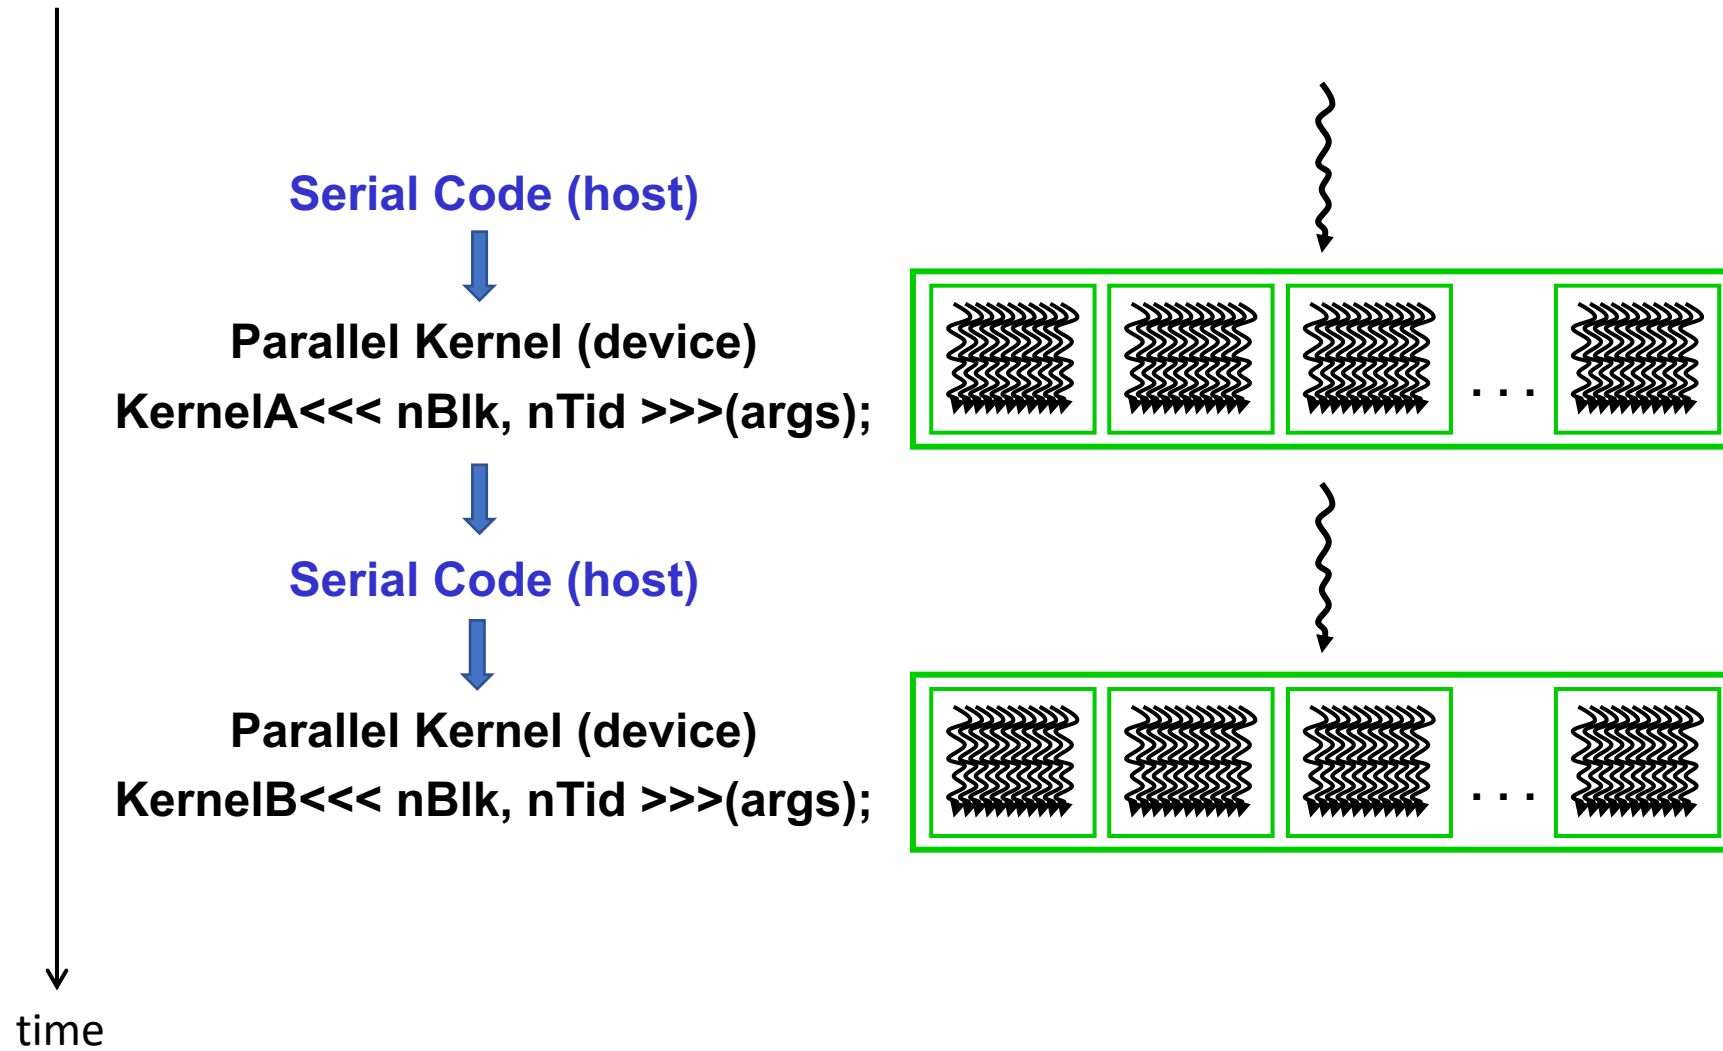 Serial Code (host)
Parallel Kernel (device)
KernelA<<< nBlk, nTid >>>(args);
. . .
Serial Code (host)
Parallel Kernel (device)
KernelB<<< nBlk, nTid >>>(args);
. . .
time